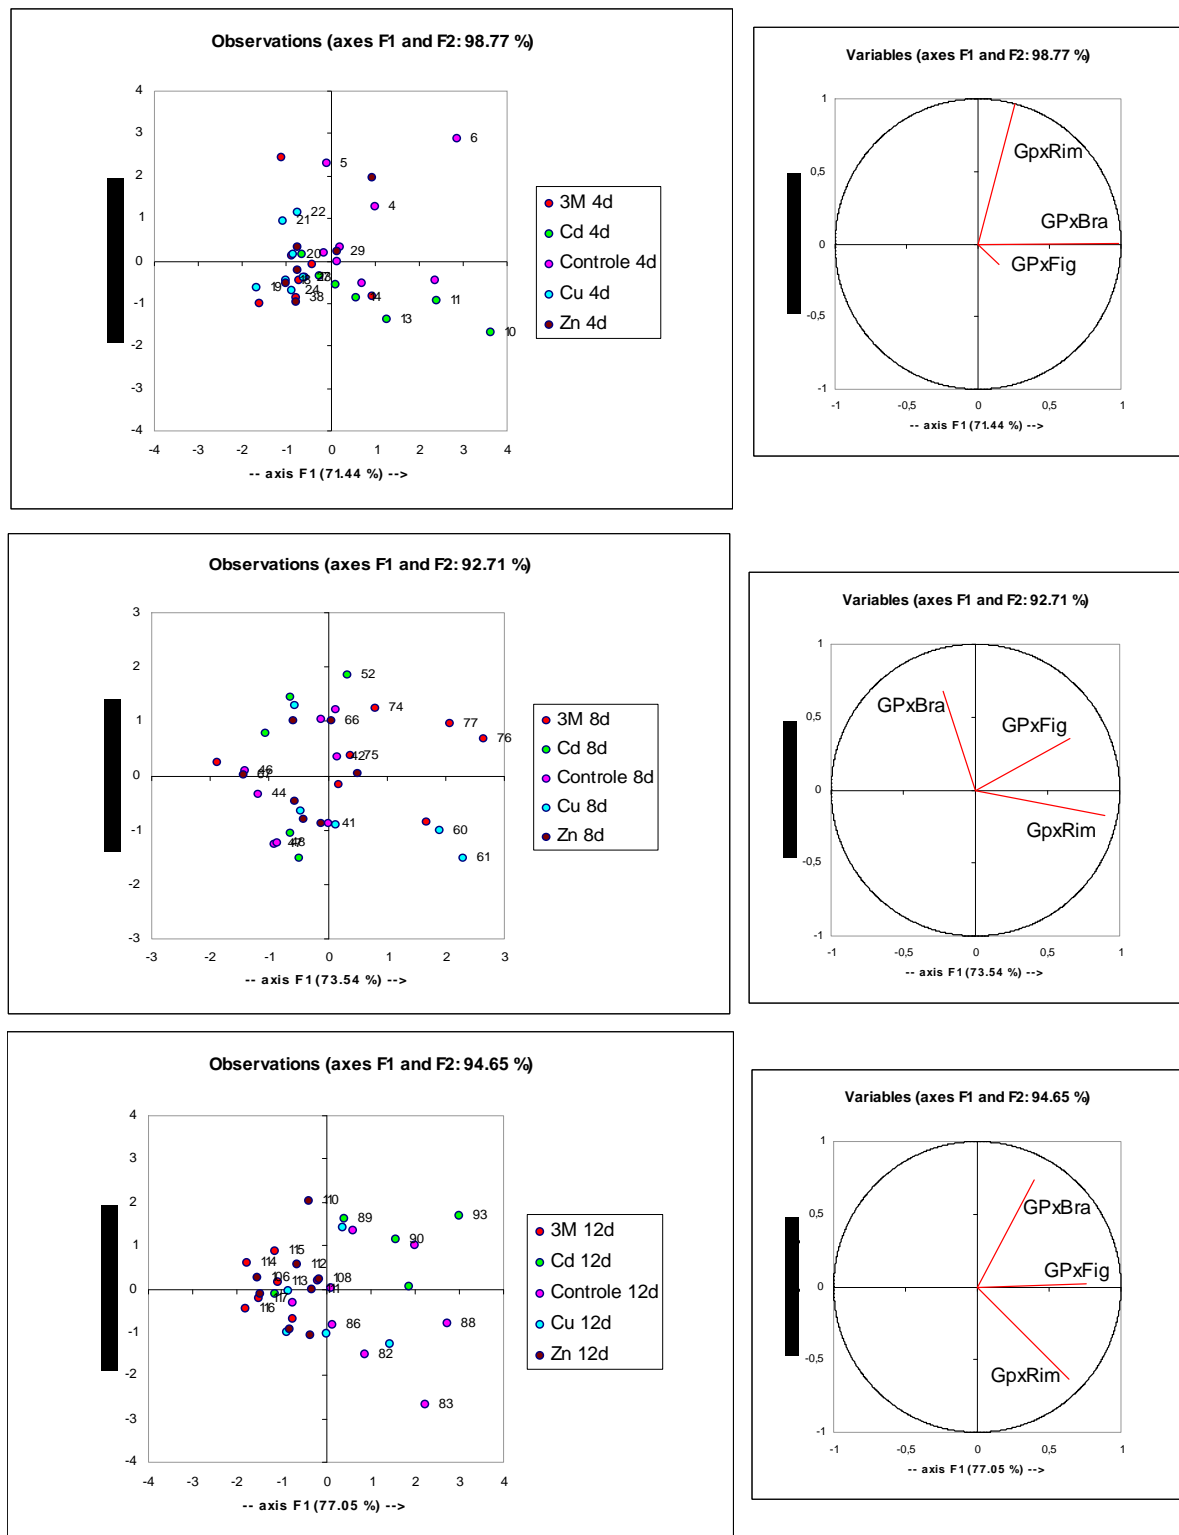 Observations (axes F1 and F2: 98.77 %)
4
3
2
1
0
-1
-2
-3
-4
-4 -3 -2 -1 0 1 2 3 4
-- axis F1 (71.44 %) -->
6
5
4
22
21
20
29
19
24
38
14
11
13
10
3M 4d
Cd 4d
Controle 4d
Cu 4d
Zn 4d
Variables (axes F1 and F2: 98.77 %)
1
0,5
0
-0,5
-1
-1 -0,5 0 0,5 1
-- axis F1 (71.44 %) -->
GpxRim
GPxBra
GPxFig
Observations (axes F1 and F2: 92.71 %)
3
2
1
0
-1
-2
-3
-3 -2 -1 0 1 2 3
-- axis F1 (73.54 %) -->
52
74
77
66
76
42
75
46
67
44
41
60
47
48
61
3M 8d
Cd 8d
Controle 8d
Cu 8d
Zn 8d
Variables (axes F1 and F2: 92.71 %)
1
0,5
0
-0,5
-1
-1 -0,5 0 0,5 1
-- axis F1 (73.54 %) -->
GPxBra
GPxFig
GpxRim
Observations (axes F1 and F2: 94.65 %)
4
3
2
1
0
-1
-2
-3
-4
-4 -3 -2 -1 0 1 2 3 4
-- axis F1 (77.05 %) -->
110
89
93
90
115
114
112
106
113
108
117
116
86
88
82
83
3M 12d
Cd 12d
Controle 12d
Cu 12d
Zn 12d
Variables (axes F1 and F2: 94.65 %)
1
0,5
0
-0,5
-1
-1 -0,5 0 0,5 1
-- axis F1 (77.05 %) -->
GPxBra
GPxFig
GpxRim